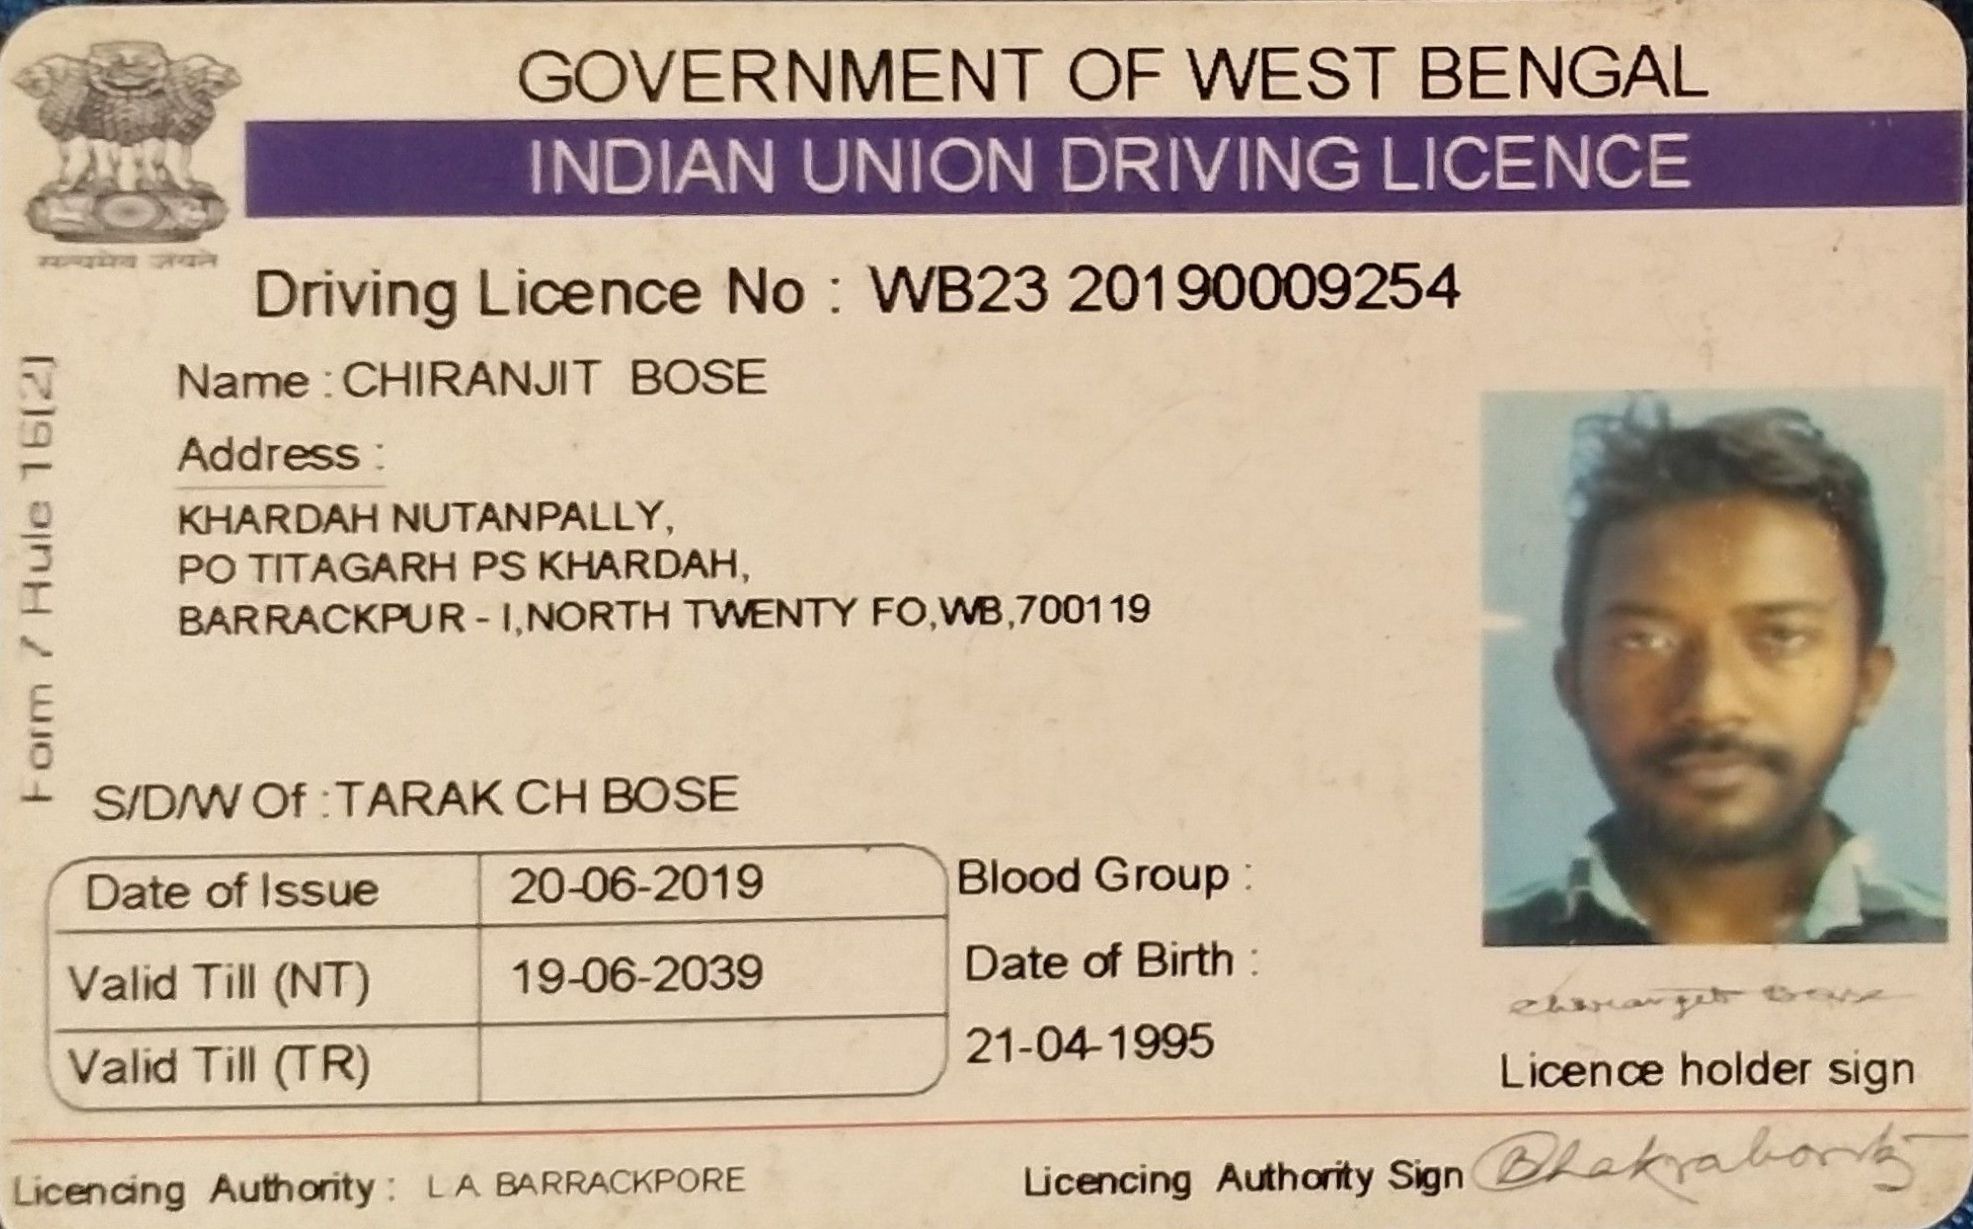 GOVERNMENT OF WEST BENGAL
INDIAN UNION DRIVING LICENCE
सत्यमेव जयते
Driving Licence No : WB23 20190009254
Form 7 Rule 16(2)
Name : CHIRANJIT BOSE
Address :
KHARDAH NUTANPALLY,
PO TITAGARH PS KHARDAH,
BARRACKPUR - I,NORTH TWENTY FO,WB,700119
S/D/W Of : TARAK CH BOSE
Date of Issue 20-06-2019
Valid Till (NT) 19-06-2039
Valid Till (TR)
Blood Group :
Date of Birth :
21-04-1995
Chiranjit Bose
Licence holder sign
Licencing Authority : L A BARRACKPORE
Licencing Authority Sign